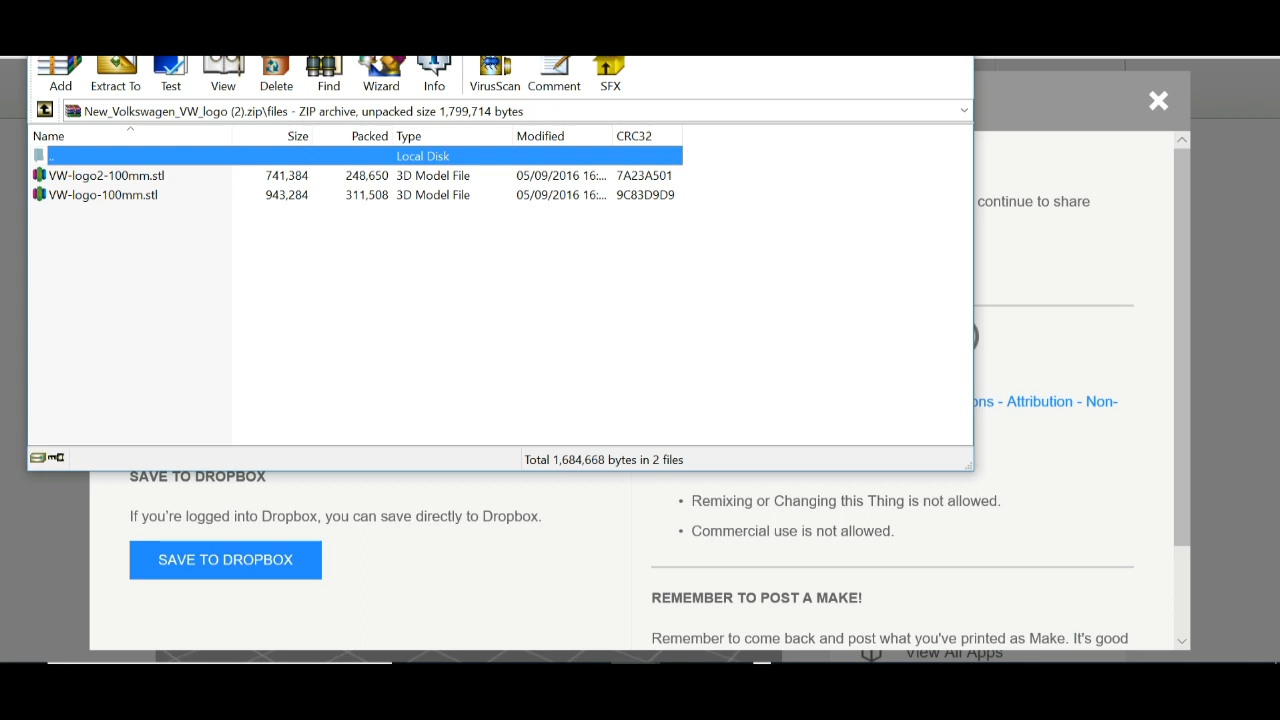 Add Extract To Test View Delete Find Wizard Info VirusScan Comment SFX
New_Volkswagen_VW_logo (2).zip\files - ZIP archive, unpacked size 1,799,714 bytes
Name Size Packed Type Modified CRC32
.. Local Disk
VW-logo2-100mm.stl 741,384 248,650 3D Model File 05/09/2016 16:... 7A23A501
VW-logo-100mm.stl 943,284 311,508 3D Model File 05/09/2016 16:... 9C83D9D9
Total 1,684,668 bytes in 2 files
continue to share
ons - Attribution - Non-
SAVE TO DROPBOX
If you're logged into Dropbox, you can save directly to Dropbox.
SAVE TO DROPBOX
• Remixing or Changing this Thing is not allowed.
• Commercial use is not allowed.
REMEMBER TO POST A MAKE!
Remember to come back and post what you've printed as Make. It's good
View All Apps